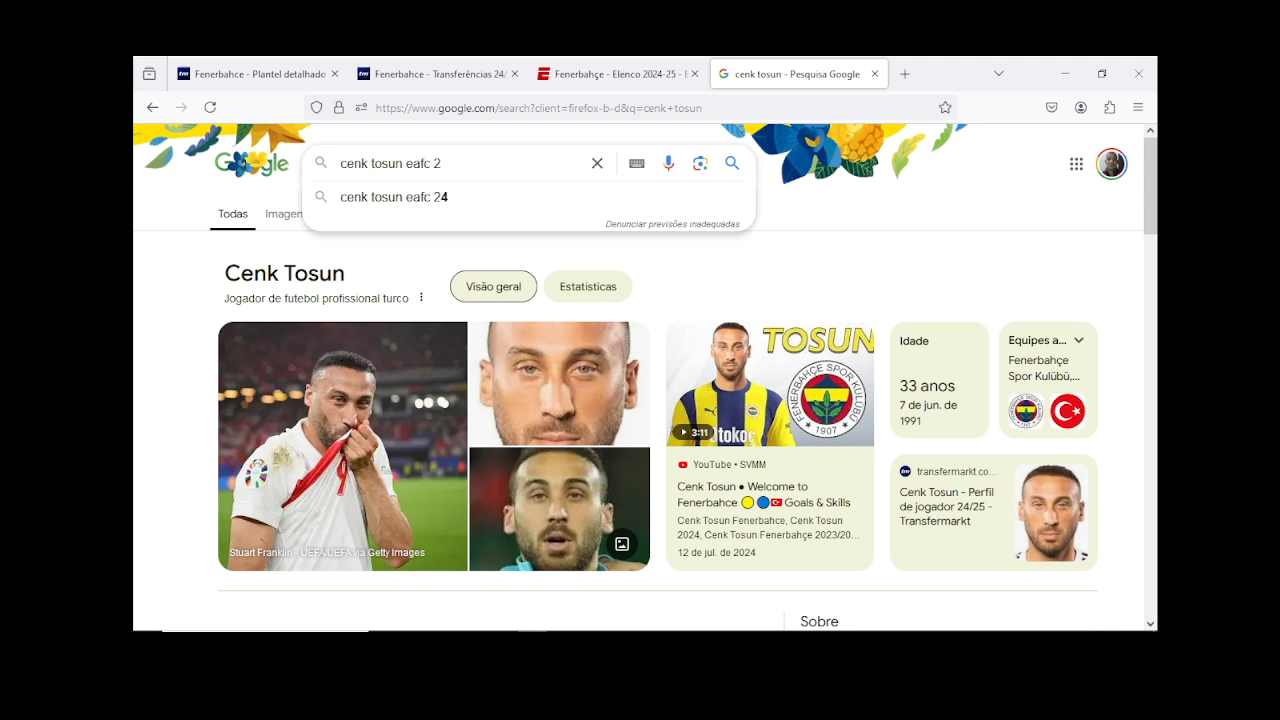 Fenerbahce - Plantel detalhado
Fenerbahce - Transferências 24/
Fenerbahçe - Elenco 2024-25 - E
cenk tosun - Pesquisa Google
https://www.google.com/search?client=firefox-b-d&q=cenk+tosun
Google
cenk tosun eafc 2
cenk tosun eafc 24
Denunciar previsões inadequadas
Todas
Imagen
Cenk Tosun
Jogador de futebol profissional turco
Visão geral
Estatísticas
Stuart Franklin - UEFA/UEFA via Getty Images
TOSUN
FENERBAHÇE SPOR KULÜBÜ
1907
Otokoç
3:11
YouTube • SVMM
Cenk Tosun ● Welcome to
Fenerbahce 🟡🔵🇹🇷 Goals & Skills
Cenk Tosun Fenerbahce, Cenk Tosun
2024, Cenk Tosun Fenerbahçe 2023/20...
12 de jul. de 2024
Idade
33 anos
7 de jun. de
1991
Equipes a...
Fenerbahçe
Spor Kulübü,...
transfermarkt.co...
Cenk Tosun - Perfil
de jogador 24/25 -
Transfermarkt
Sobre